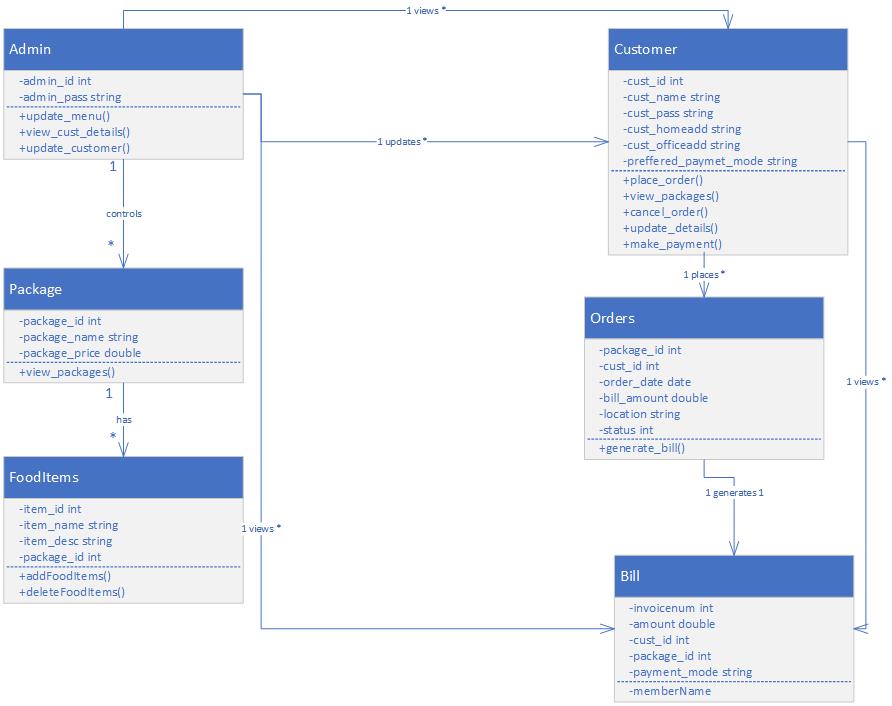 1 views *
Admin
-admin_id int
-admin_pass string
+update_menu()
+view_cust_details()
+update_customer()
Customer
-cust_id int
-cust_name string
-cust_pass string
-cust_homeadd string
-cust_officeadd string
-preffered_paymet_mode string
+place_order()
+view_packages()
+cancel_order()
+update_details()
+make_payment()
1 updates *
1
controls
*
Package
-package_id int
-package_name string
-package_price double
+view_packages()
1 places *
Orders
-package_id int
-cust_id int
-order_date date
-bill_amount double
-location string
-status int
+generate_bill()
1 views *
1
has
*
FoodItems
-item_id int
-item_name string
-item_desc string
-package_id int
+addFoodItems()
+deleteFoodItems()
1 views *
1 generates 1
Bill
-invoicenum int
-amount double
-cust_id int
-package_id int
-payment_mode string
-memberName